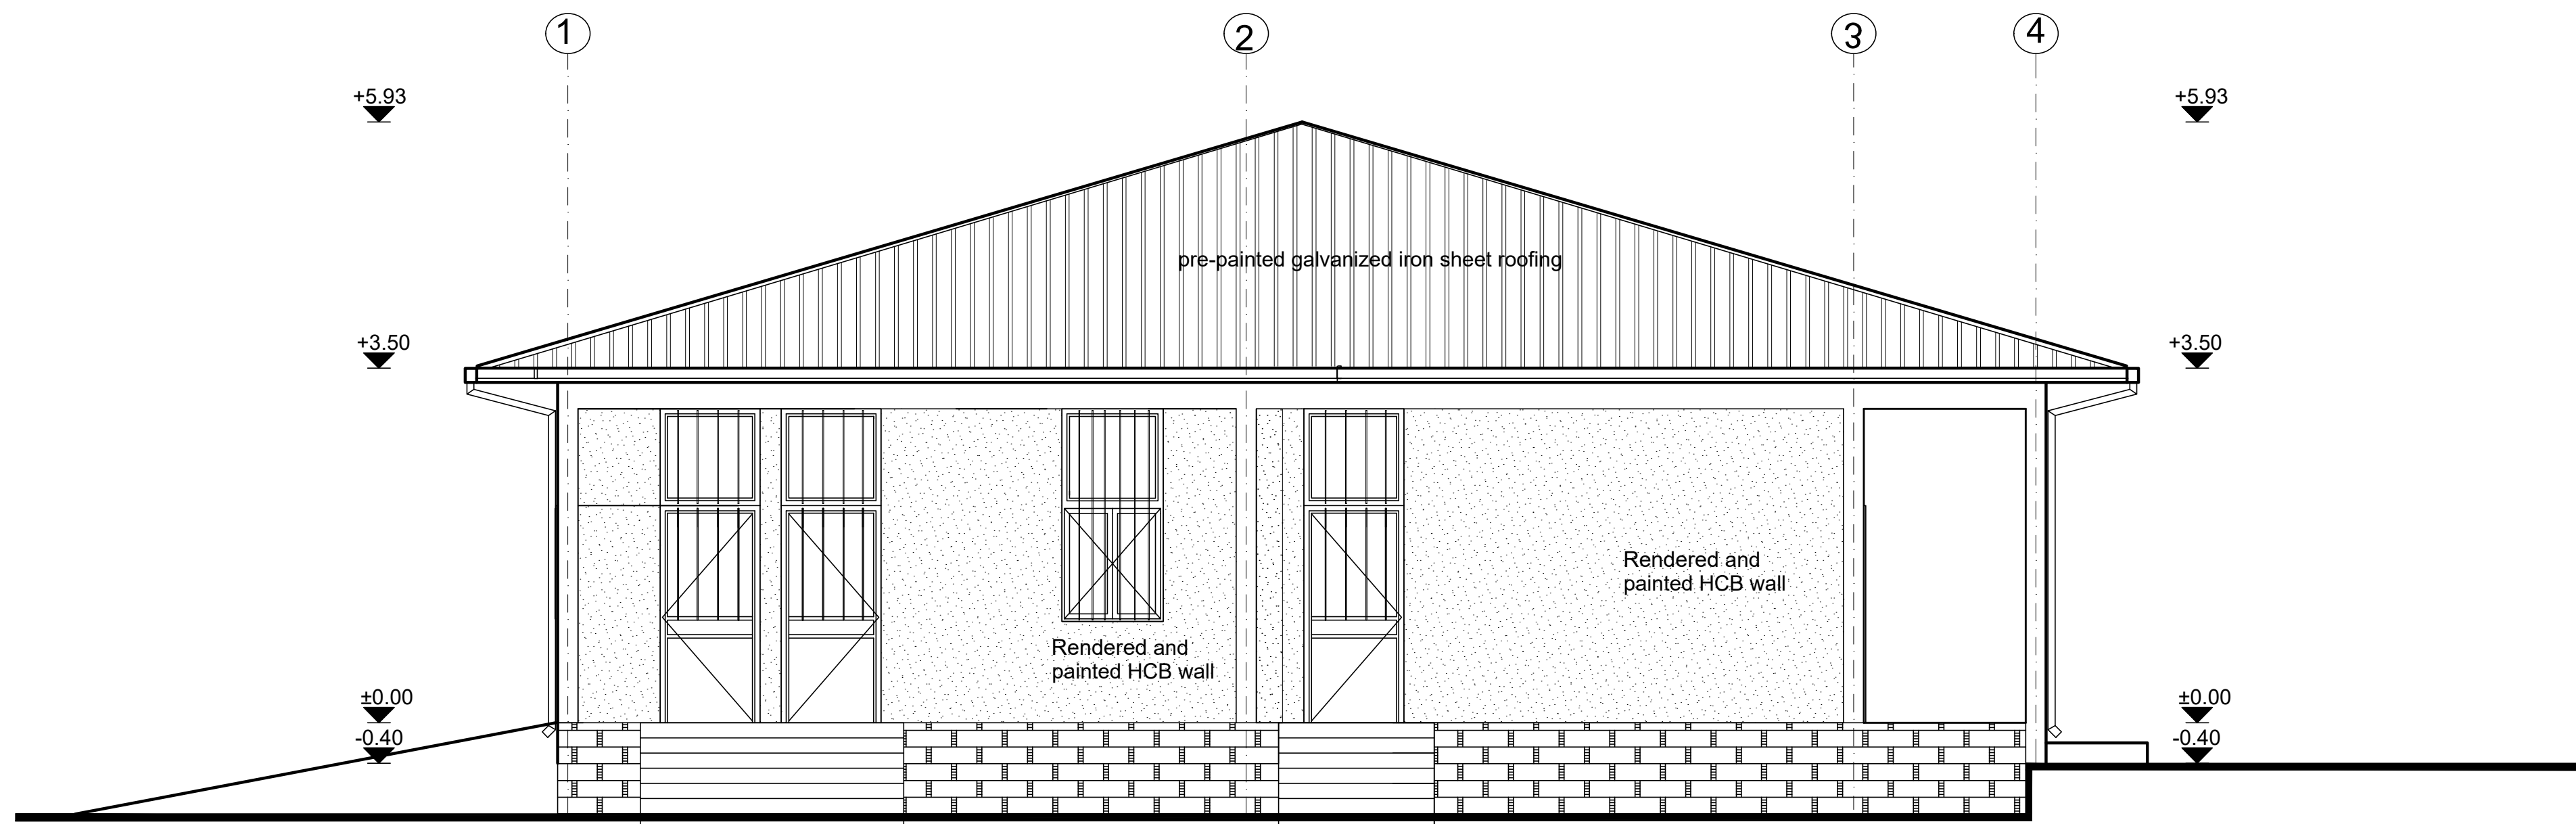 1
2
3
4
+5.93
+5.93
pre-painted galvanized iron sheet roofing
+3.50
+3.50
Rendered and
painted HCB wall
Rendered and
painted HCB wall
±0.00
±0.00
-0.40
-0.40